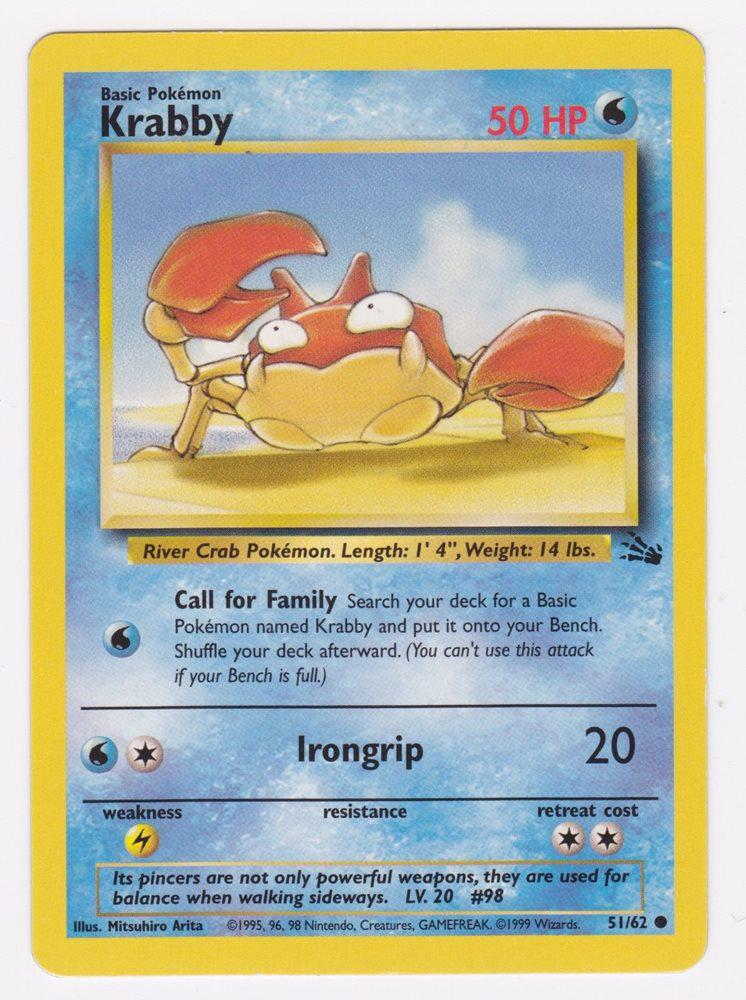 Basic Pokémon
Krabby
50 HP
River Crab Pokémon. Length: 1' 4", Weight: 14 lbs.
Call for Family Search your deck for a Basic
Pokémon named Krabby and put it onto your Bench.
Shuffle your deck afterward. (You can't use this attack
if your Bench is full.)
Irongrip 20
weakness resistance retreat cost
Its pincers are not only powerful weapons, they are used for
balance when walking sideways. LV. 20 #98
Illus. Mitsuhiro Arita ©1995, 96, 98 Nintendo, Creatures, GAMEFREAK. ©1999 Wizards. 51/62